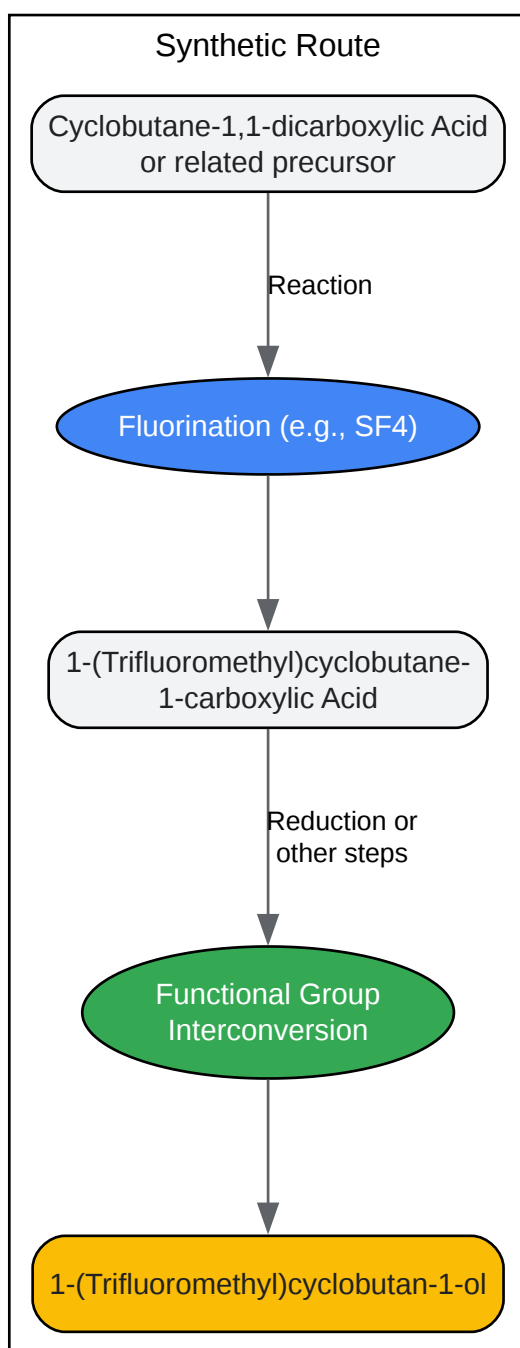 Synthetic Route
Cyclobutane-1,1-dicarboxylic Acid
or related precursor
Reaction
Fluorination (e.g., SF4)
1-(Trifluoromethyl)cyclobutane-
1-carboxylic Acid
Reduction or
other steps
Functional Group
Interconversion
1-(Trifluoromethyl)cyclobutan-1-ol